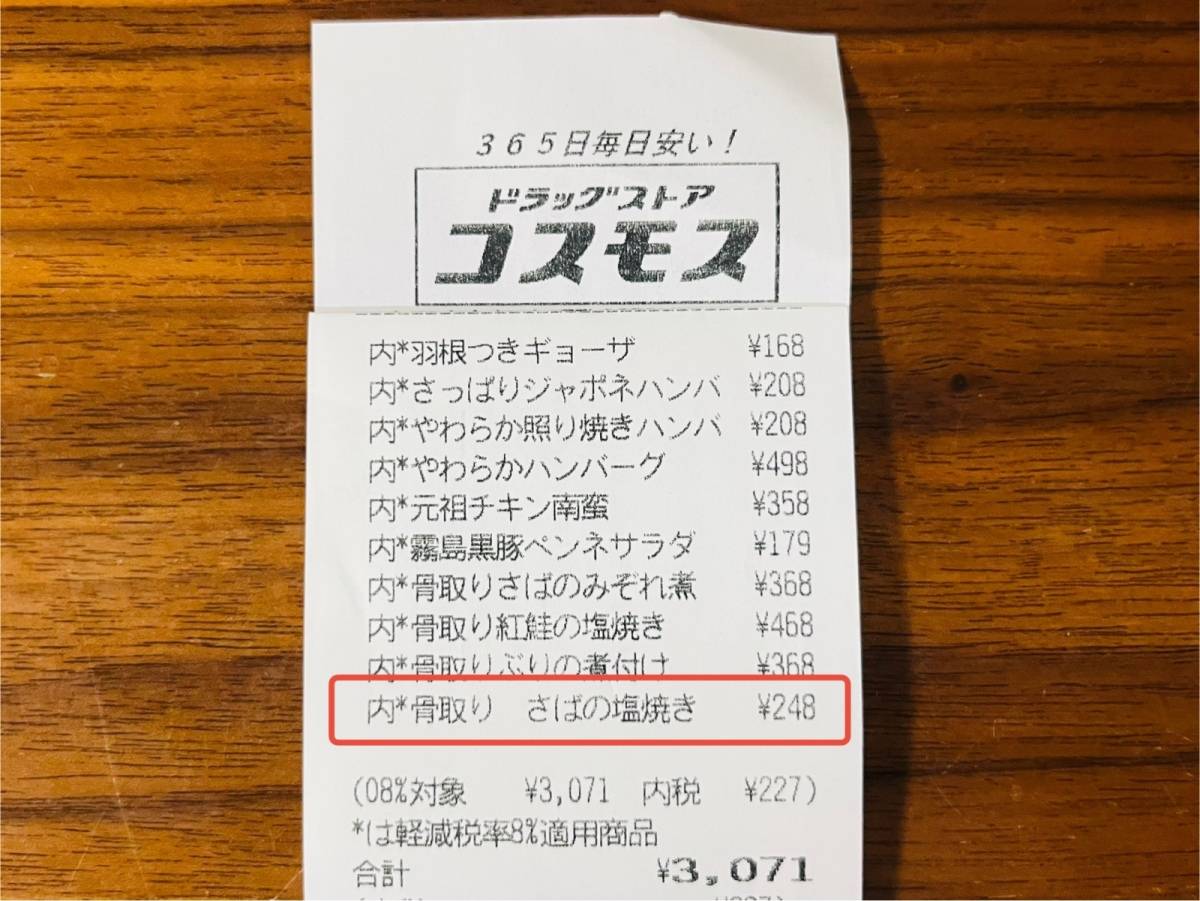 365日毎日安い!
ドラッグストア
コスモス
内*羽根つきギョーザ ¥168
内*さっぱりジャポネハンバ ¥208
内*やわらか照り焼きハンバ ¥208
内*やわらかハンバーグ ¥498
内*元祖チキン南蛮 ¥358
内*霧島黒豚ペンネサラダ ¥179
内*骨取りさばのみぞれ煮 ¥368
内*骨取り紅鮭の塩焼き ¥468
内*骨取りぶりの煮付け ¥368
内*骨取り さばの塩焼き ¥248
(08%対象 ¥3,071 内税 ¥227)
*は軽減税率8%適用商品
合計 ¥3,071